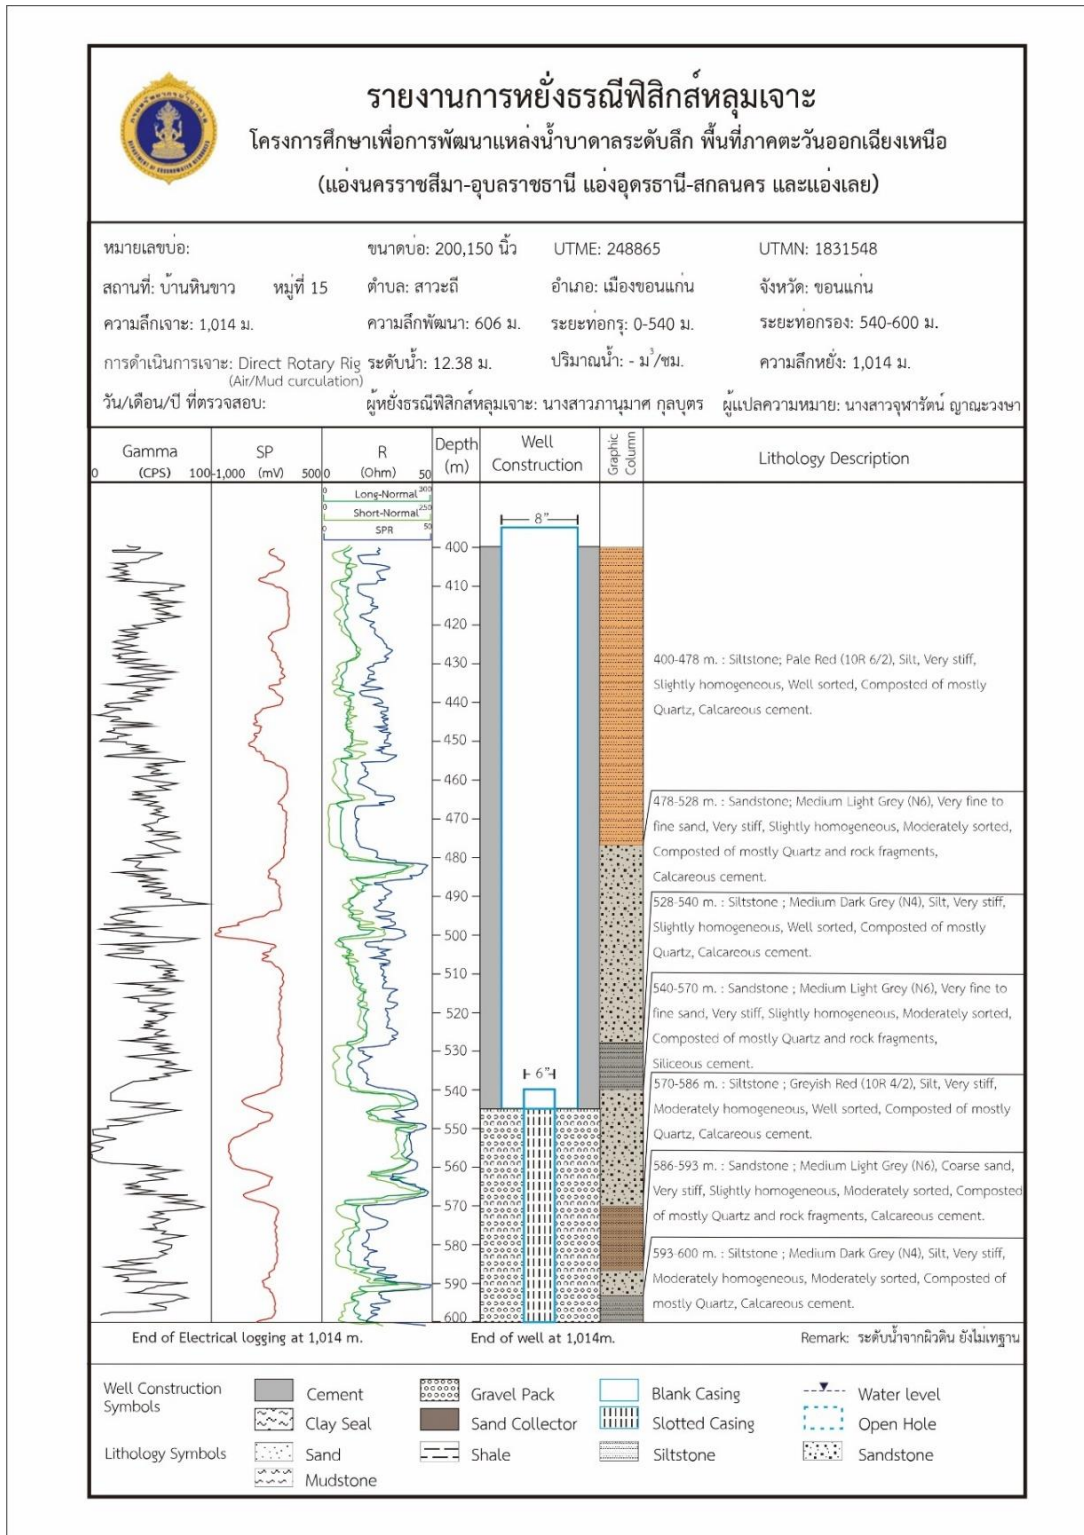 รายงานการหยั่งธรณีฟิสิกส์หลุมเจาะ
โครงการศึกษาเพื่อการพัฒนาแหล่งน้ำบาดาลระดับลึก พื้นที่ภาคตะวันออกเฉียงเหนือ
(แอ่งนครราชสีมา-อุบลราชธานี แอ่งอุดรธานี-สกลนคร และแอ่งเลย)
หมายเลขบ่อ: ขนาดบ่อ: 200,150 นิ้ว UTME: 248865 UTMN: 1831548
สถานที่: บ้านหินขาว หมู่ที่ 15 ตำบล: สาวะถี อำเภอ: เมืองขอนแก่น จังหวัด: ขอนแก่น
ความลึกเจาะ: 1,014 ม. ความลึกพัฒนา: 606 ม. ระยะท่อกรุ: 0-540 ม. ระยะท่อกรอง: 540-600 ม.
การดำเนินการเจาะ: Direct Rotary Rig ระดับน้ำ: 12.38 ม. ปริมาณน้ำ: - ม³/ชม. ความลึกหยั่ง: 1,014 ม.
(Air/Mud curculation)
วัน/เดือน/ปี ที่ตรวจสอบ: ผู้หยั่งธรณีฟิสิกส์หลุมเจาะ: นางสาวภานุมาศ กุลบุตร ผู้แปลความหมาย: นางสาวจุฬารัตน์ ญาณะวงษา
Gamma SP R Depth Well Construction Graphic Column Lithology Description
0 (CPS) 100 -1,000 (mV) 500 0 (Ohm) 50 (m)
0 Long-Normal 200
0 Short-Normal 250
0 SPR 50
8"
400
410
420
430
440
450
460
470
480
490
500
510
520
530
540
550
560
570
580
590
600
6"
400-478 m. : Siltstone; Pale Red (10R 6/2), Silt, Very stiff,
Slightly homogeneous, Well sorted, Composted of mostly
Quartz, Calcareous cement.
478-528 m. : Sandstone; Medium Light Grey (N6), Very fine to
fine sand, Very stiff, Slightly homogeneous, Moderately sorted,
Composted of mostly Quartz and rock fragments,
Calcareous cement.
528-540 m. : Siltstone ; Medium Dark Grey (N4), Silt, Very stiff,
Slightly homogeneous, Well sorted, Composted of mostly
Quartz, Calcareous cement.
540-570 m. : Sandstone ; Medium Light Grey (N6), Very fine to
fine sand, Very stiff, Slightly homogeneous, Moderately sorted,
Composted of mostly Quartz and rock fragments,
Siliceous cement.
570-586 m. : Siltstone ; Greyish Red (10R 4/2), Silt, Very stiff,
Moderately homogeneous, Well sorted, Composted of mostly
Quartz, Calcareous cement.
586-593 m. : Sandstone ; Medium Light Grey (N6), Coarse sand,
Very stiff, Slightly homogeneous, Moderately sorted, Composted
of mostly Quartz and rock fragments, Calcareous cement.
593-600 m. : Siltstone ; Medium Dark Grey (N4), Silt, Very stiff,
Moderately homogeneous, Moderately sorted, Composted of
mostly Quartz, Calcareous cement.
End of Electrical logging at 1,014 m. End of well at 1,014m. Remark: ระดับน้ำจากผิวดิน ยังไม่เทฐาน
Well Construction Symbols Cement Gravel Pack Blank Casing Water level
Clay Seal Sand Collector Slotted Casing Open Hole
Lithology Symbols Sand Shale Siltstone Sandstone
Mudstone